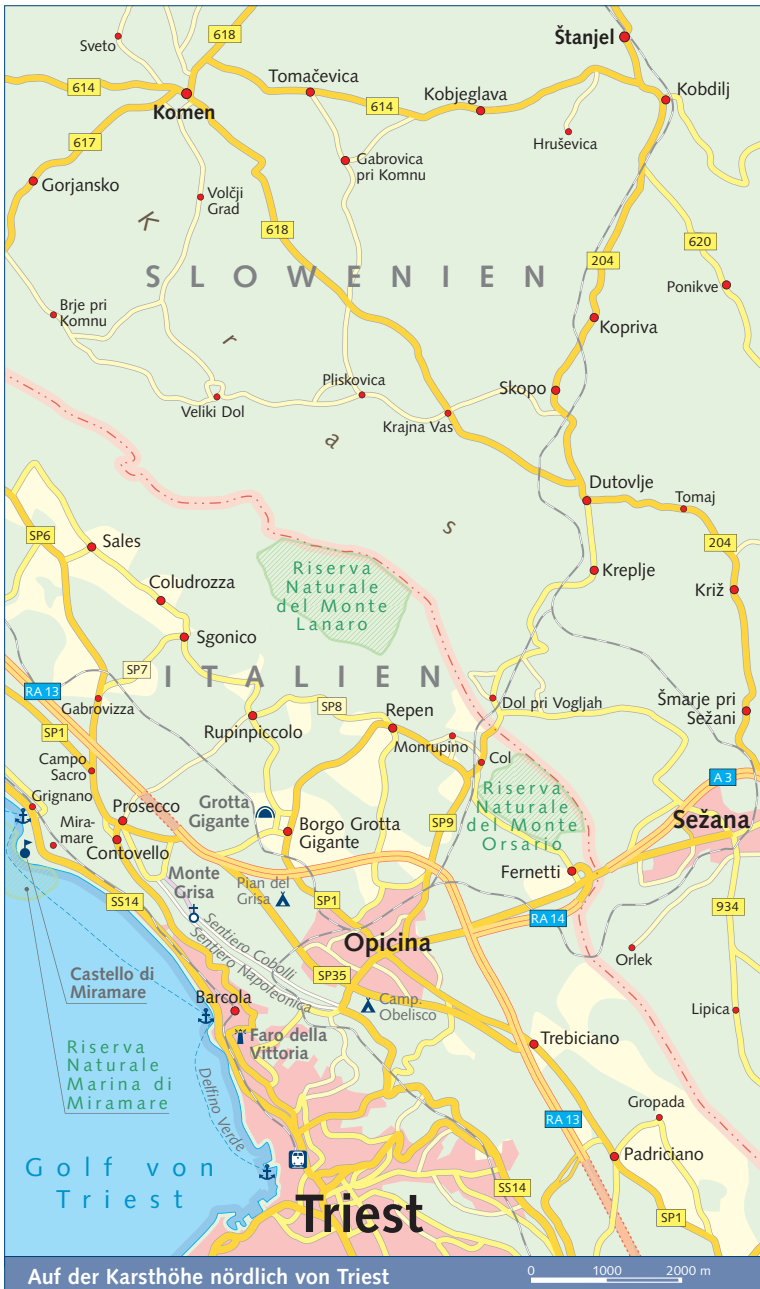 Sveto
618
Štanjel
614
Tomačevica
Kobjeglava
Kobdilj
Komen
614
Hruševica
617
Gabrovica
pri Komnu
Gorjansko
Volčji
Grad
K
618
620
204
SLOWENIEN
Ponikve
Brje pri
Komnu
r
Kopriva
Pliskovica
Skopo
Veliki Dol
Krajna Vas
a
Dutovlje
Tomaj
s
SP6
Sales
204
Riserva
Naturale
del Monte
Lanaro
Kreplje
Coludrozza
Križ
Sgonico
SP7
ITALIEN
RA 13
Gabrovizza
SP8
Dol pri Vogljah
Šmarje pri
Sežani
SP1
Rupinpiccolo
Repen
Monrupino
Campo
Sacro
Col
A 3
Grignano
Prosecco
Grotta
Gigante
Riserva
Naturale
del Monte
Orsario
Mira-
mare
Borgo Grotta
Gigante
SP9
Sežana
Contovello
Monte
Grisa
Pian del
Grisa
Fernetti
SS14
SP1
934
RA 14
Sentiero Cobolli
Sentiero Napoleonica
Opicina
Orlek
Castello di
Miramare
SP35
Barcola
Camp.
Obelisco
Lipica
Faro della
Vittoria
Trebiciano
Riserva
Naturale
Marina di
Miramare
Delfino Verde
Gropada
RA 13
Golf von
Triest
Padriciano
SS14
Triest
SP1
Auf der Karsthöhe nördlich von Triest
0 1000 2000 m